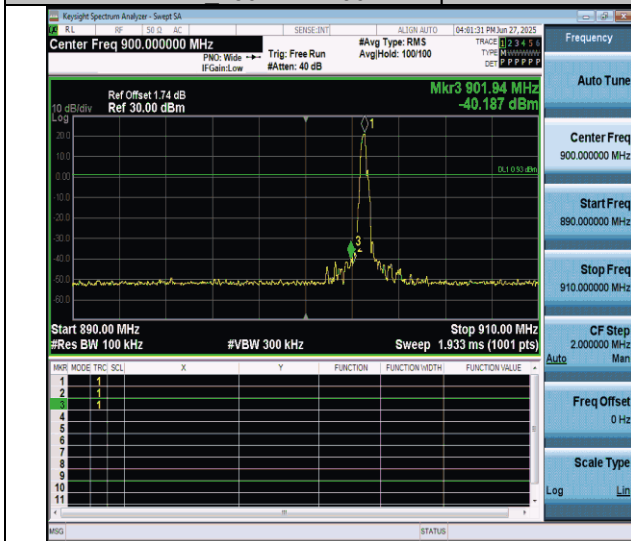 Keysight Spectrum Analyzer - Swept SA
RL RF 50 Ω AC SENSE:INT ALIGN AUTO 04:01:31 PM Jun 27, 2025
Center Freq 900.000000 MHz
PNO: Wide
IFGain:Low
Trig: Free Run
#Atten: 40 dB
#Avg Type: RMS
Avg|Hold: 100/100
TRACE 1 2 3 4 5 6
TYPE M
DET P P P P P P
Frequency
Mkr3 901.94 MHz
-40.187 dBm
Ref Offset 1.74 dB
Ref 30.00 dBm
10 dB/div
Log
20.0
10.0
0.00
-10.0
-20.0
-30.0
-40.0
-50.0
-60.0
1
DL1 0.93 dBm
3
2
Start 890.00 MHz
Stop 910.00 MHz
#Res BW 100 kHz
#VBW 300 kHz
Sweep 1.933 ms (1001 pts)
MKR MODE TRC SCL X Y FUNCTION FUNCTION WIDTH FUNCTION VALUE
1 1
2 1
3 1
4
5
6
7
8
9
10
11
MSG
STATUS
Auto Tune
Center Freq
900.000000 MHz
Start Freq
890.000000 MHz
Stop Freq
910.000000 MHz
CF Step
2.000000 MHz
Auto Man
Freq Offset
0 Hz
Scale Type
Log Lin